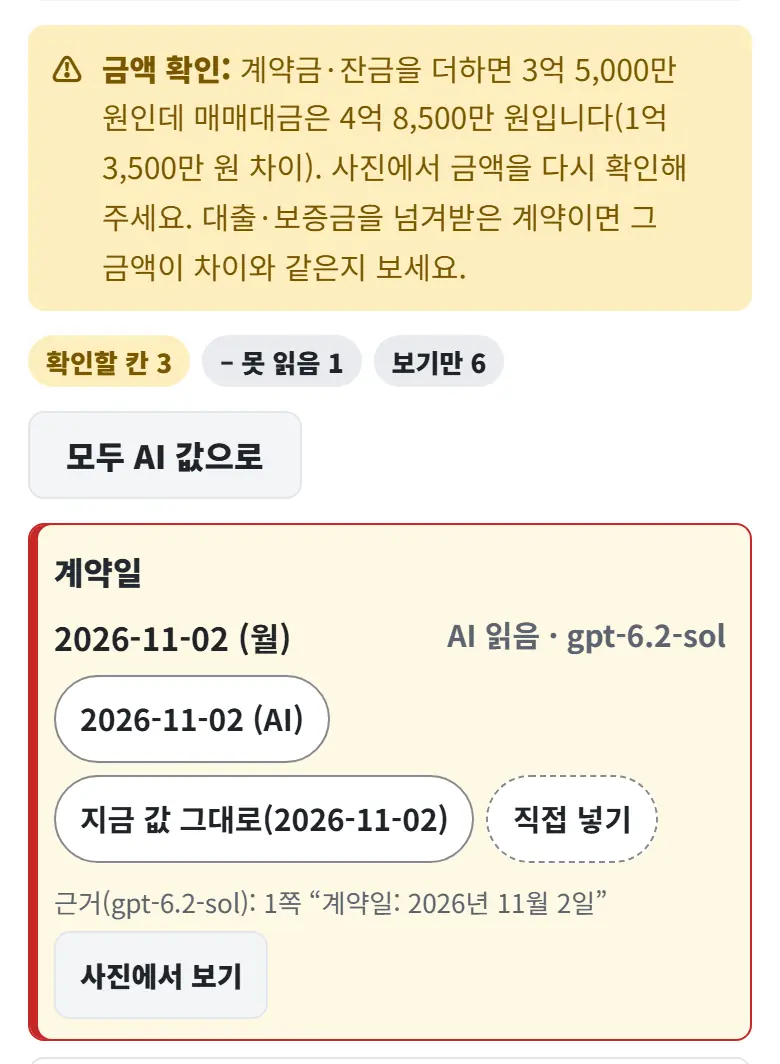 금액 확인: 계약금·잔금을 더하면 3억 5,000만
원인데 매매대금은 4억 8,500만 원입니다(1억
3,500만 원 차이). 사진에서 금액을 다시 확인해
주세요. 대출·보증금을 넘겨받은 계약이면 그
금액이 차이와 같은지 보세요.
확인할 칸 3 – 못 읽음 1 보기만 6
모두 AI 값으로
계약일
2026-11-02 (월) AI 읽음 · gpt-6.2-sol
2026-11-02 (AI)
지금 값 그대로(2026-11-02) 직접 넣기
근거(gpt-6.2-sol): 1쪽 “계약일: 2026년 11월 2일”
사진에서 보기